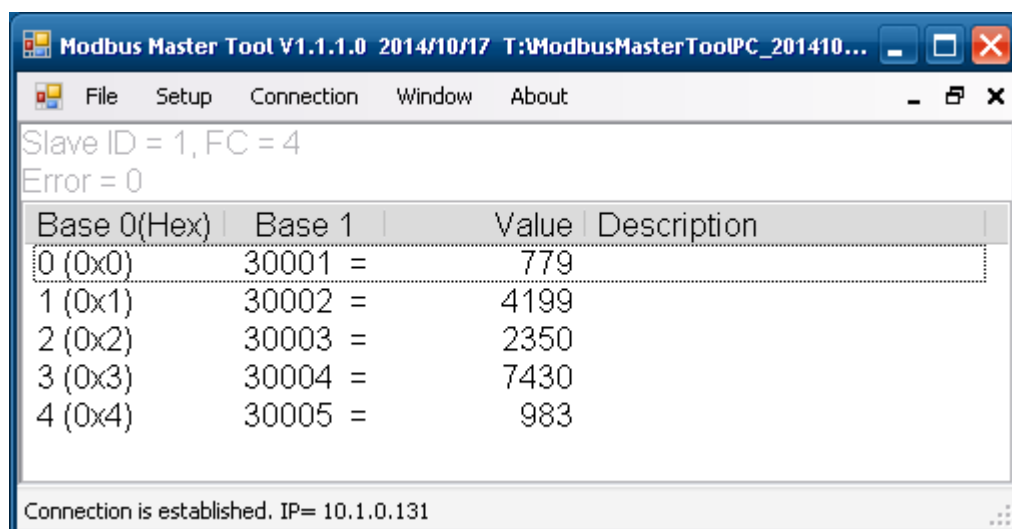 Modbus Master Tool V1.1.1.0 2014/10/17 T:\ModbusMasterToolPC_201410...
File Setup Connection Window About
Slave ID = 1, FC = 4
Error = 0
Base 0(Hex) Base 1 Value Description
0 (0x0) 30001 = 779
1 (0x1) 30002 = 4199
2 (0x2) 30003 = 2350
3 (0x3) 30004 = 7430
4 (0x4) 30005 = 983
Connection is established. IP= 10.1.0.131